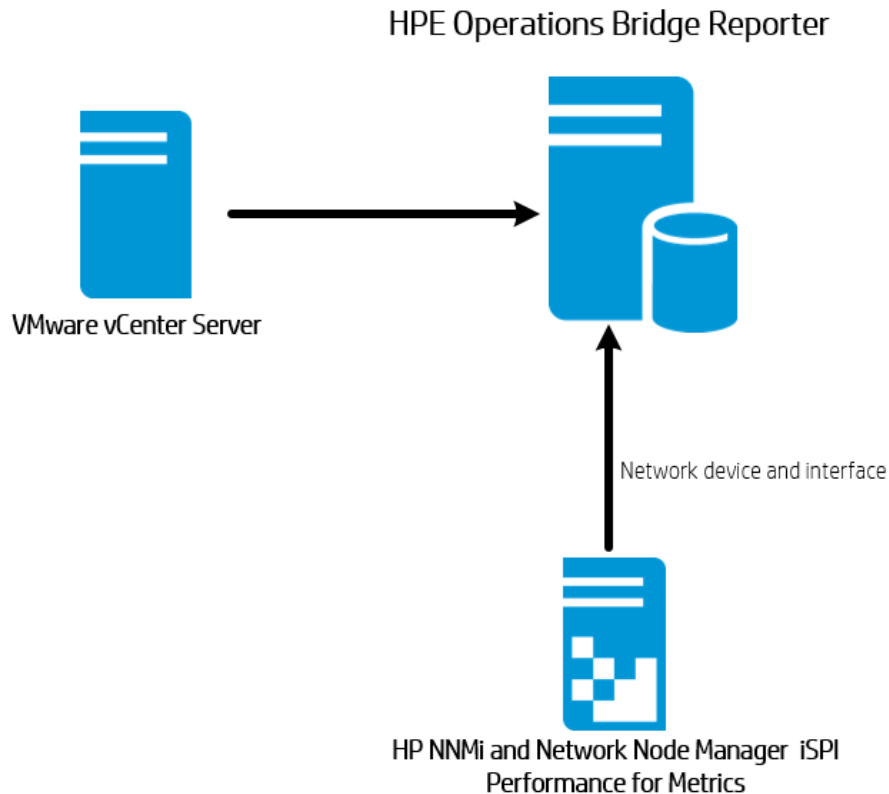 HPE Operations Bridge Reporter
VMware vCenter Server
Network device and interface
HP NNMi and Network Node Manager iSPI
Performance for Metrics